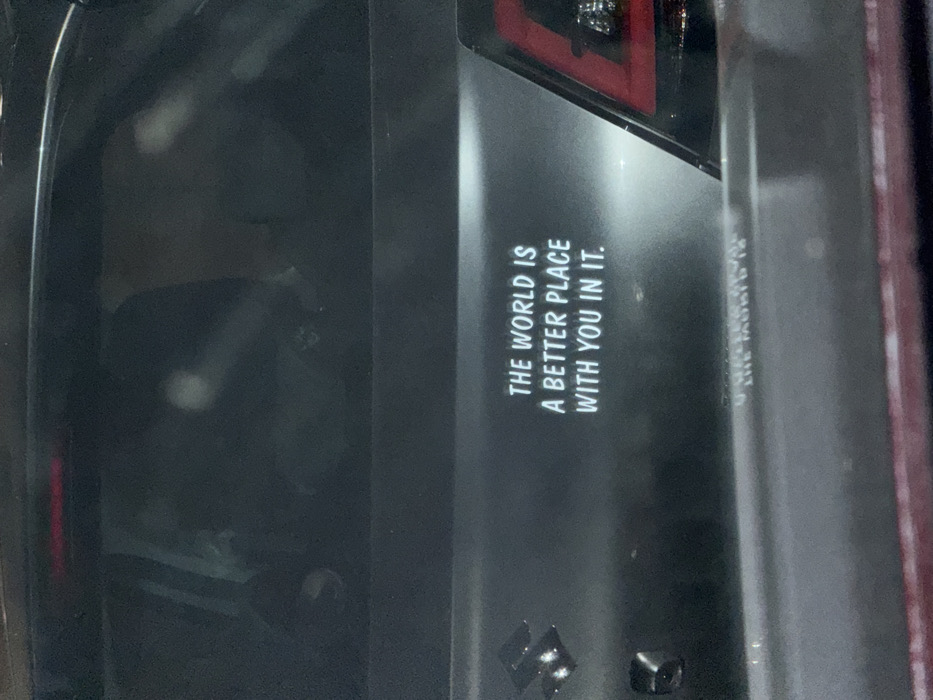 THE WORLD IS
A BETTER PLACE
WITH YOU IN IT.